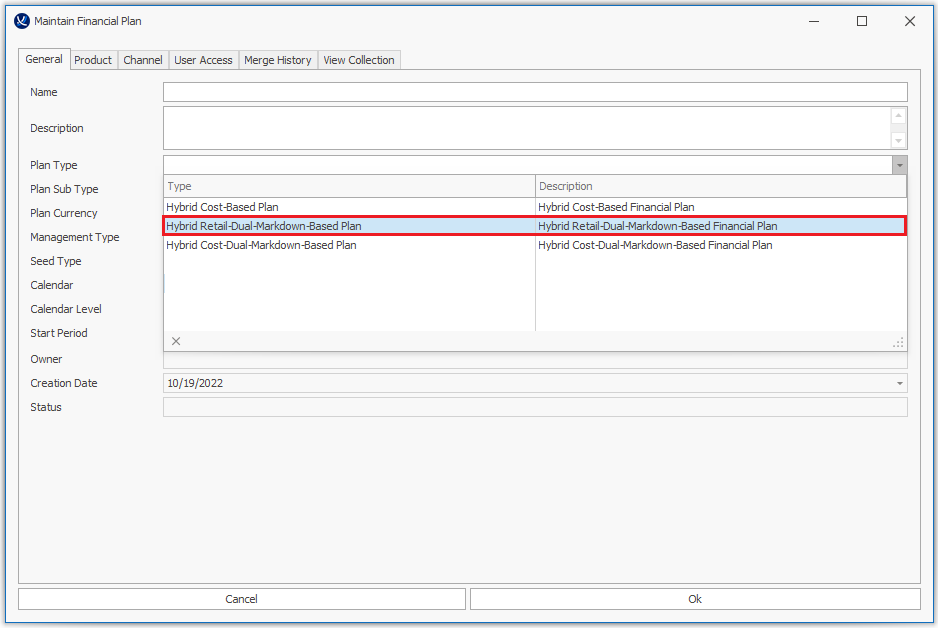 Maintain Financial Plan
General Product Channel User Access Merge History View Collection
Name
Description
Plan Type
Type Description
Plan Sub Type
Hybrid Cost-Based Plan Hybrid Cost-Based Financial Plan
Plan Currency
Hybrid Retail-Dual-Markdown-Based Plan Hybrid Retail-Dual-Markdown-Based Financial Plan
Management Type
Hybrid Cost-Dual-Markdown-Based Plan Hybrid Cost-Dual-Markdown-Based Financial Plan
Seed Type
Calendar
Calendar Level
Start Period
Owner
Creation Date 10/19/2022
Status
Cancel Ok